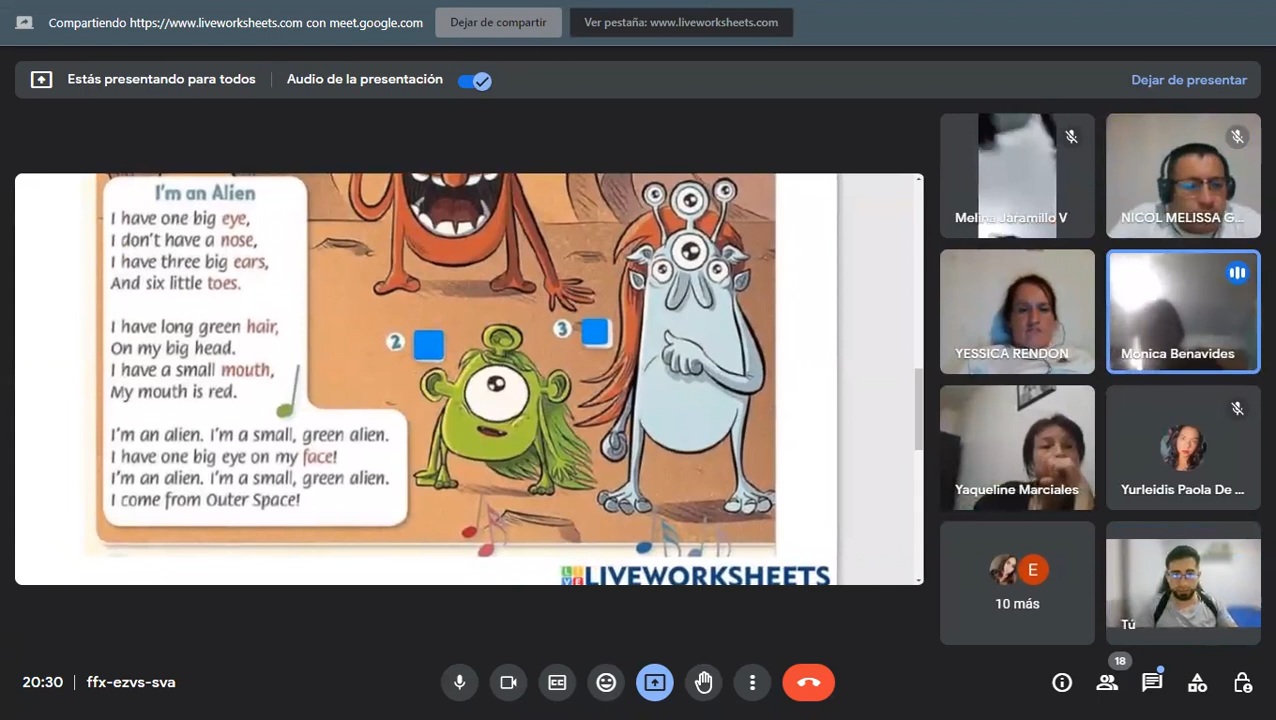 Compartiendo https://www.liveworksheets.com con meet.google.com
Dejar de compartir
Ver pestaña: www.liveworksheets.com
Estás presentando para todos
Audio de la presentación
Dejar de presentar
I'm an Alien
I have one big eye,
I don't have a nose,
I have three big ears,
And six little toes.
I have long green hair,
On my big head.
I have a small mouth,
My mouth is red.
I'm an alien. I'm a small, green alien.
I have one big eye on my face!
I'm an alien. I'm a small, green alien.
I come from Outer Space!
2
3
LIVE
LIVEWORKSHEETS
Melina Jaramillo V
NICOL MELISSA G...
YESSICA RENDON
Monica Benavides
Yaqueline Marciales
Yurleidis Paola De ...
E
10 más
Tú
20:30 | ffx-ezvs-sva
18